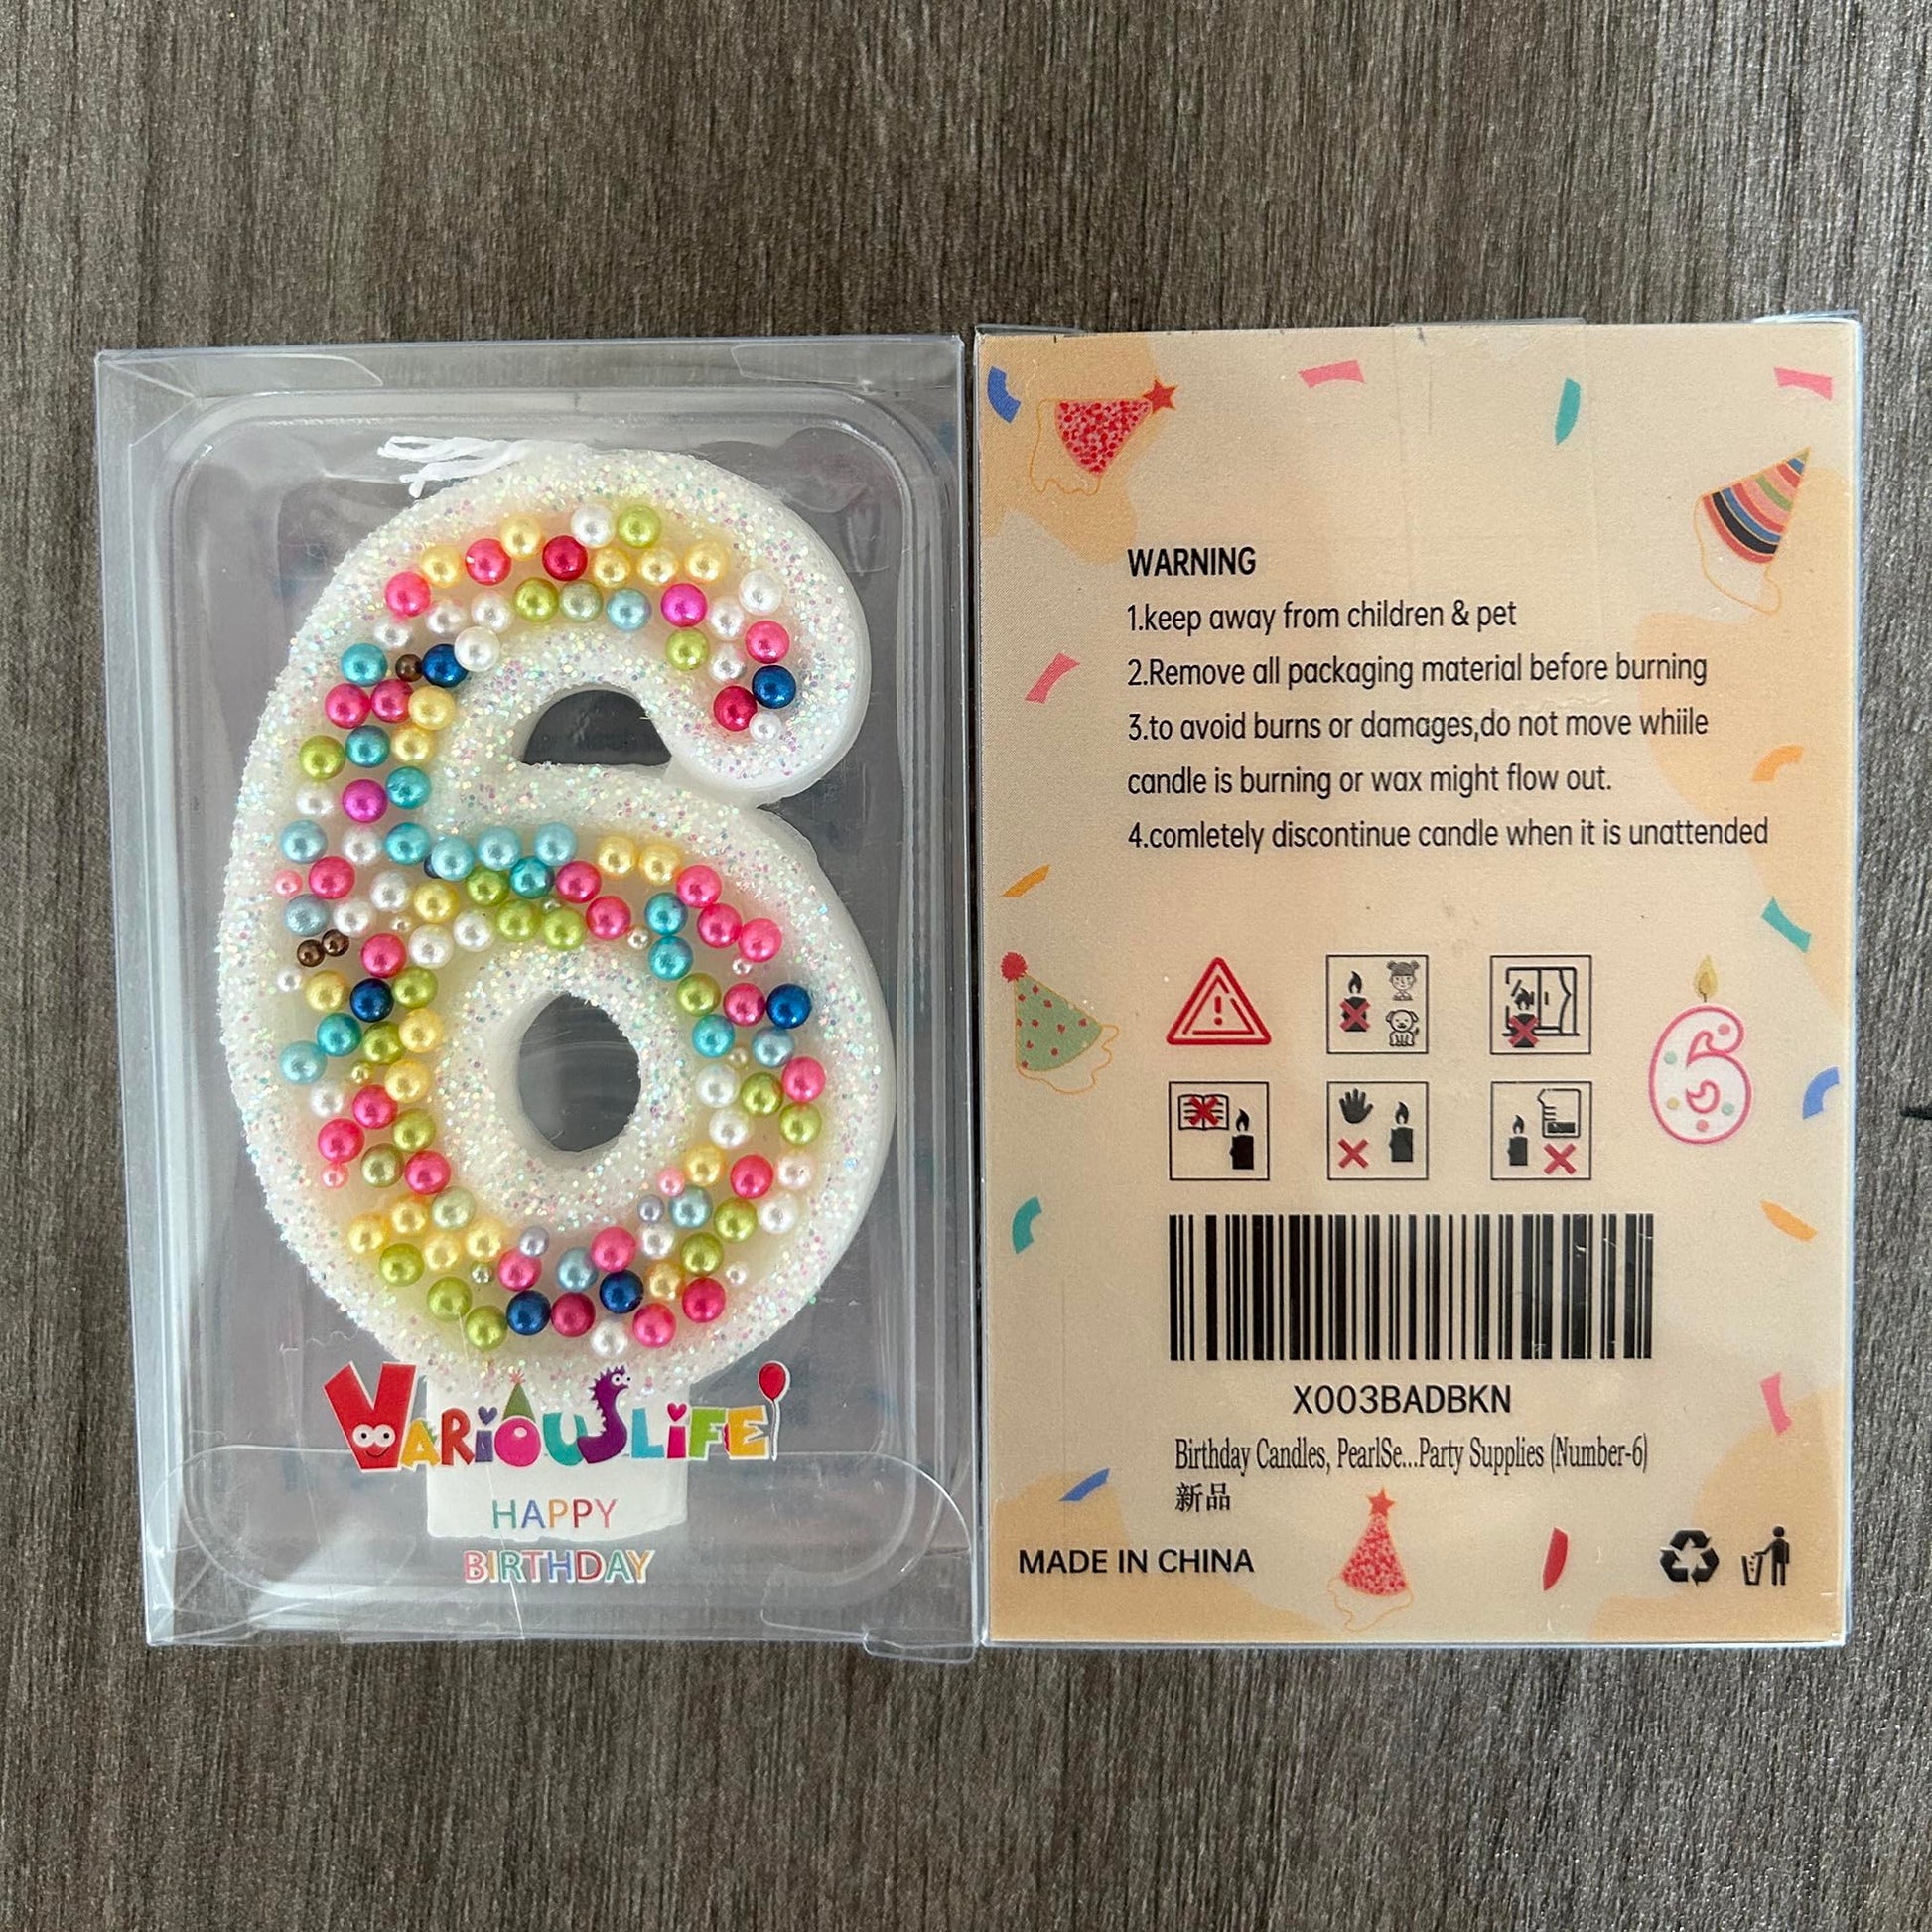 VARIOUSLIFE
HAPPY
BIRTHDAY
WARNING
1.keep away from children & pet
2.Remove all packaging material before burning
3.to avoid burns or damages,do not move whiile
candle is burning or wax might flow out.
4.comletely discontinue candle when it is unattended
X003BADBKN
Birthday Candles, PearlSe...Party Supplies (Number-6)
新品
MADE IN CHINA